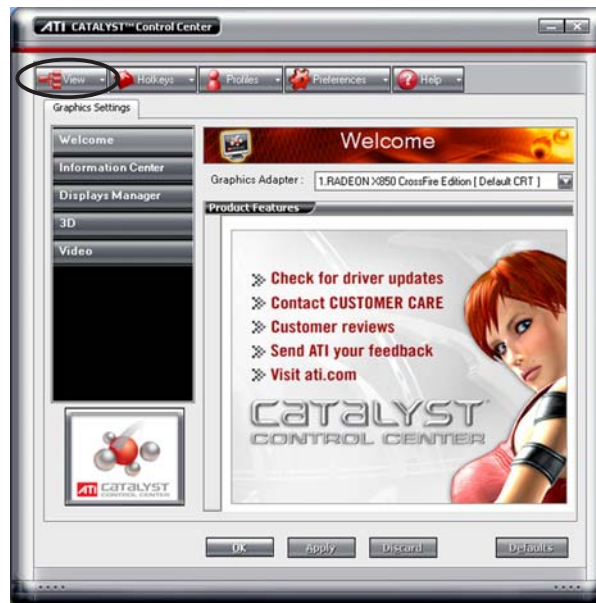 ATI CATALYST™ Control Center
View Hotkeys Profiles Preferences Help
Graphics Settings
Welcome
Information Center
Displays Manager
3D
Video
Welcome
Graphics Adapter : 1.RADEON X850 CrossFire Edition [ Default CRT ]
Product Features
Check for driver updates
Contact CUSTOMER CARE
Customer reviews
Send ATI your feedback
Visit ati.com
CATALYST
CONTROL CENTER
ATI CATALYST
CONTROL CENTER
OK Apply Discard Defaults